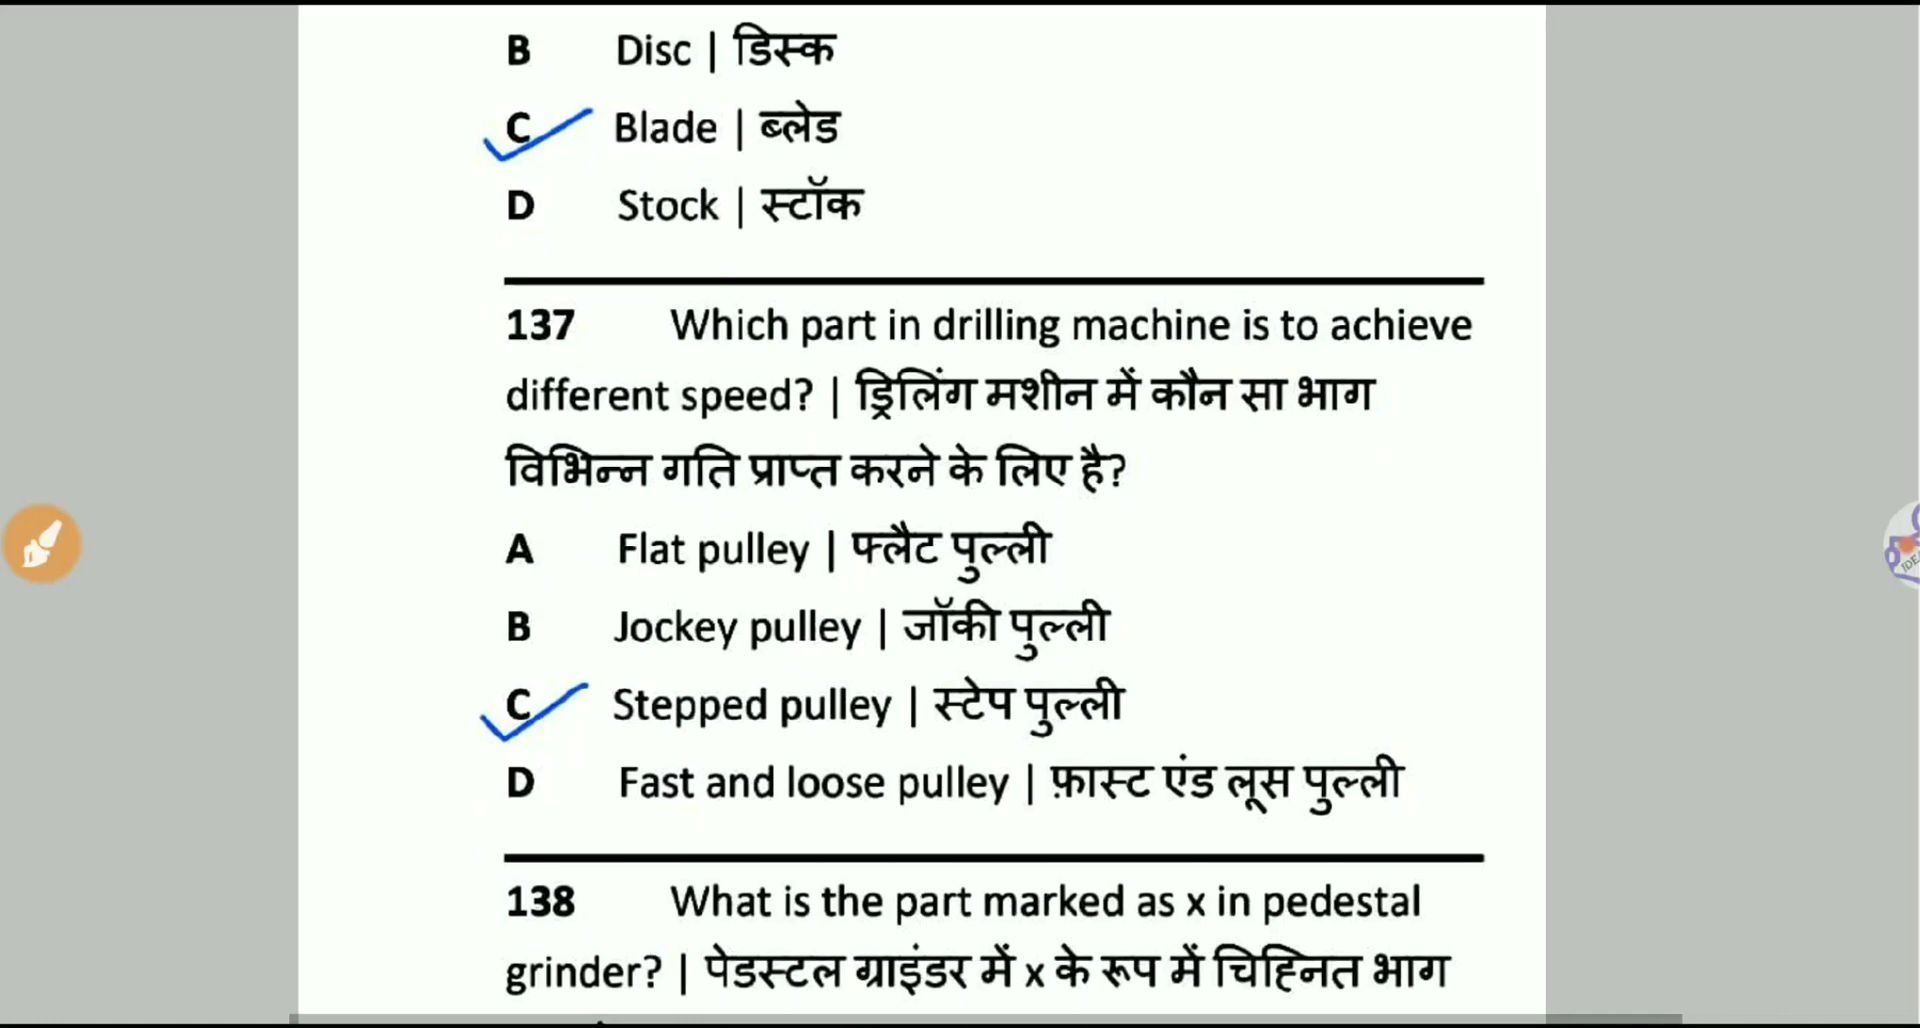 B Disc | डिस्क
C Blade | ब्लेड
D Stock | स्टॉक
137 Which part in drilling machine is to achieve
different speed? | ड्रिलिंग मशीन में कौन सा भाग
विभिन्न गति प्राप्त करने के लिए है?
A Flat pulley | फ्लैट पुल्ली
B Jockey pulley | जॉकी पुल्ली
C Stepped pulley | स्टेप पुल्ली
D Fast and loose pulley | फ़ास्ट एंड लूस पुल्ली
138 What is the part marked as x in pedestal
grinder? | पेडस्टल ग्राइंडर में x के रूप में चिह्नित भाग